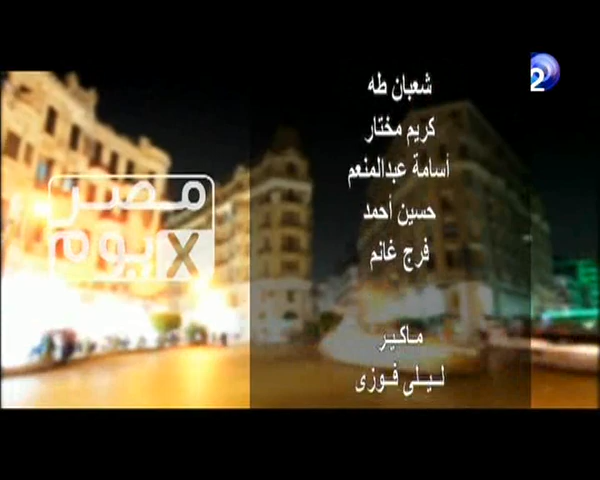 2
شعبان طه
كريم مختار
أسامة عبدالمنعم
حسين أحمد
فرج غانم
ماكير
ليلى فوزى
مصر
X يوم